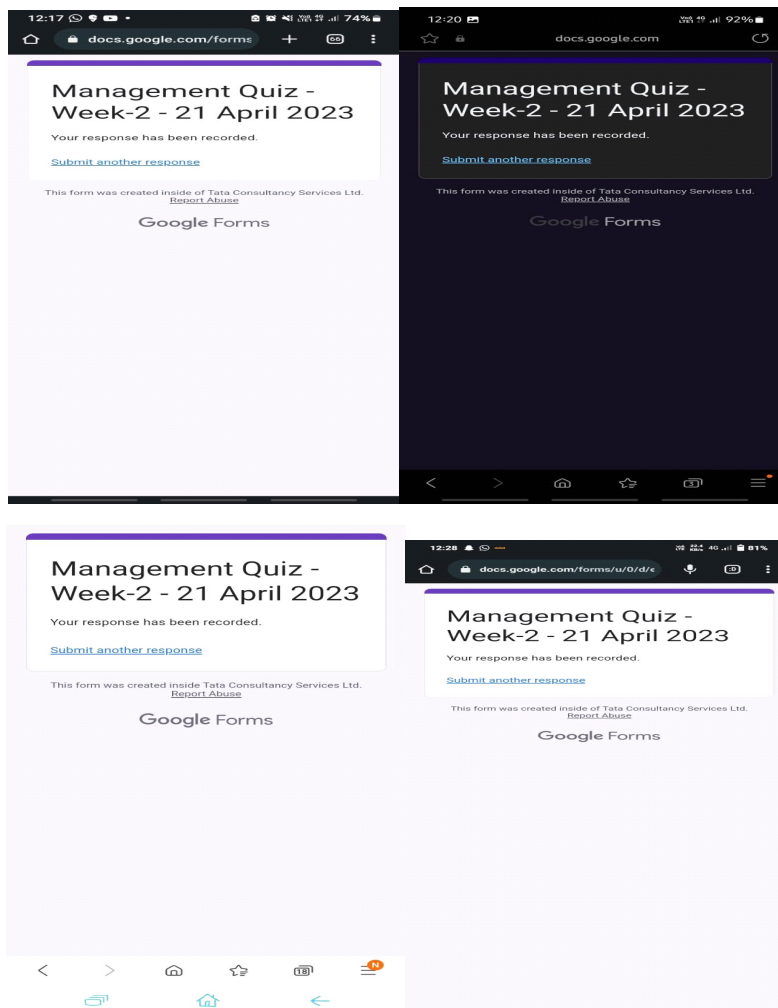 12:17
74%
docs.google.com/forms
66
Management Quiz -
Week-2 - 21 April 2023
Your response has been recorded.
Submit another response
This form was created inside of Tata Consultancy Services Ltd.
Report Abuse
Google Forms
12:20
92%
docs.google.com
Management Quiz -
Week-2 - 21 April 2023
Your response has been recorded.
Submit another response
This form was created inside of Tata Consultancy Services Ltd.
Report Abuse
Google Forms
3
Management Quiz -
Week-2 - 21 April 2023
Your response has been recorded.
Submit another response
This form was created inside Tata Consultancy Services Ltd.
Report Abuse
Google Forms
18
N
12:28
4G 81%
docs.google.com/forms/u/0/d/e
:D
Management Quiz -
Week-2 - 21 April 2023
Your response has been recorded.
Submit another response
This form was created inside of Tata Consultancy Services Ltd.
Report Abuse
Google Forms